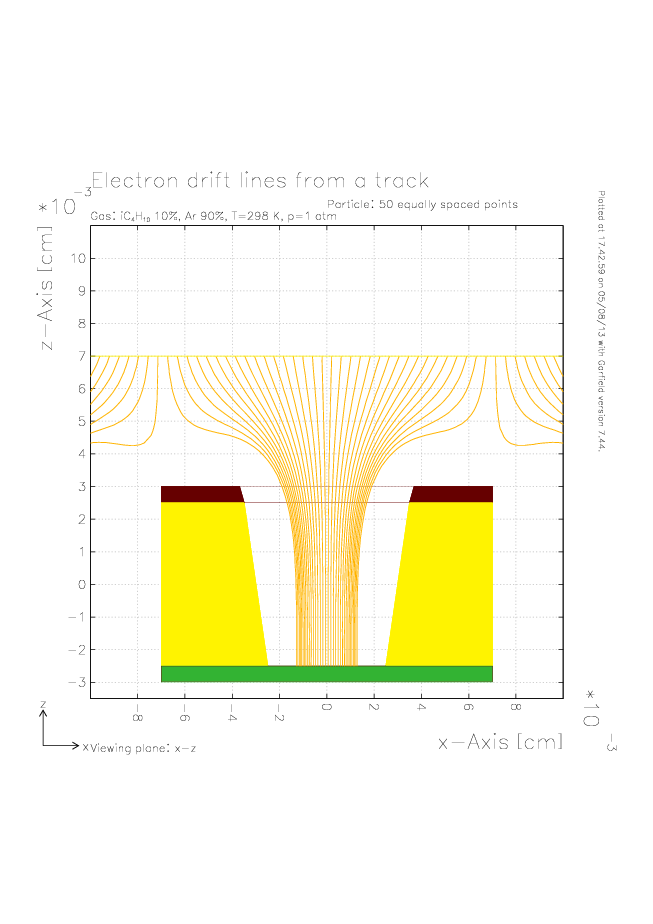 Electron drift lines from a track
Particle: 50 equally spaced points
Gas: iC₄H₁₀ 10%, Ar 90%, T=298 K, p=1 atm
*10⁻³
z-Axis [cm]
10
9
8
7
6
5
4
3
2
1
0
-1
-2
-3
-8
-6
-4
-2
0
2
4
6
8
*10⁻³
x-Axis [cm]
z
x
Viewing plane: x-z
Plotted at 17.42.59 on 05/08/13 with Garfield version 7.44.